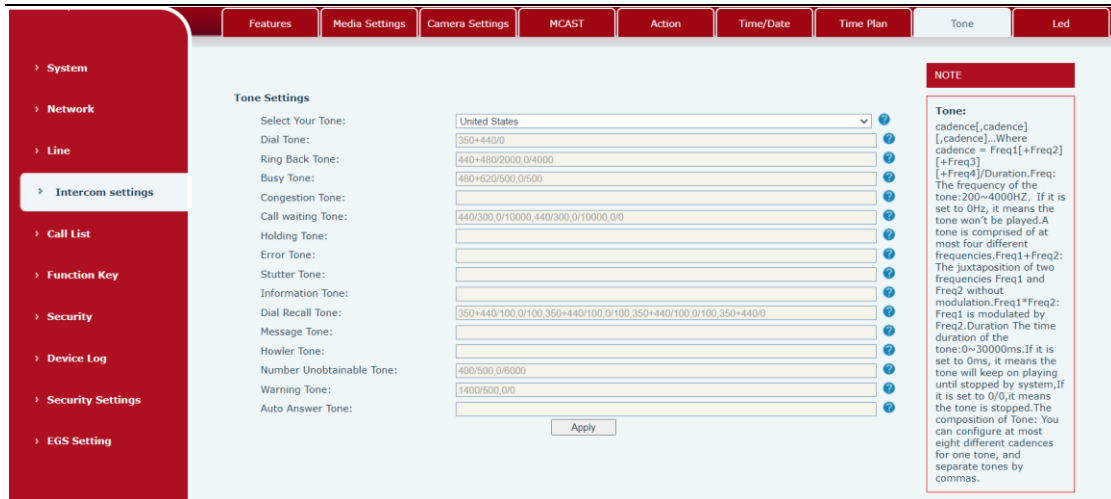 Features
Media Settings
Camera Settings
MCAST
Action
Time/Date
Time Plan
Tone
Led
› System
› Network
› Line
› Intercom settings
› Call List
› Function Key
› Security
› Device Log
› Security Settings
› EGS Setting
Tone Settings
Select Your Tone: United States
Dial Tone: 350+440/0
Ring Back Tone: 440+480/2000,0/4000
Busy Tone: 480+620/500,0/500
Congestion Tone:
Call waiting Tone: 440/300,0/10000,440/300,0/10000,0/0
Holding Tone:
Error Tone:
Stutter Tone:
Information Tone:
Dial Recall Tone: 350+440/100,0/100,350+440/100,0/100,350+440/100,0/100,350+440/0
Message Tone:
Howler Tone:
Number Unobtainable Tone: 400/500,0/6000
Warning Tone: 1400/500,0/0
Auto Answer Tone:
Apply
NOTE
Tone:
cadence[,cadence]
[,cadence]...Where
cadence = Freq1[+Freq2]
[+Freq3]
[+Freq4]/Duration.Freq:
The frequency of the
tone:200~4000HZ, If it is
set to 0Hz, it means the
tone won't be played.A
tone is comprised of at
most four different
frequencies.Freq1+Freq2:
The juxtaposition of two
frequencies Freq1 and
Freq2 without
modulation.Freq1*Freq2:
Freq1 is modulated by
Freq2.Duration The time
duration of the
tone:0~30000ms.If it is
set to 0ms, it means the
tone will keep on playing
until stopped by system,If
it is set to 0/0,it means
the tone is stopped.The
composition of Tone: You
can configure at most
eight different cadences
for one tone, and
separate tones by
commas.